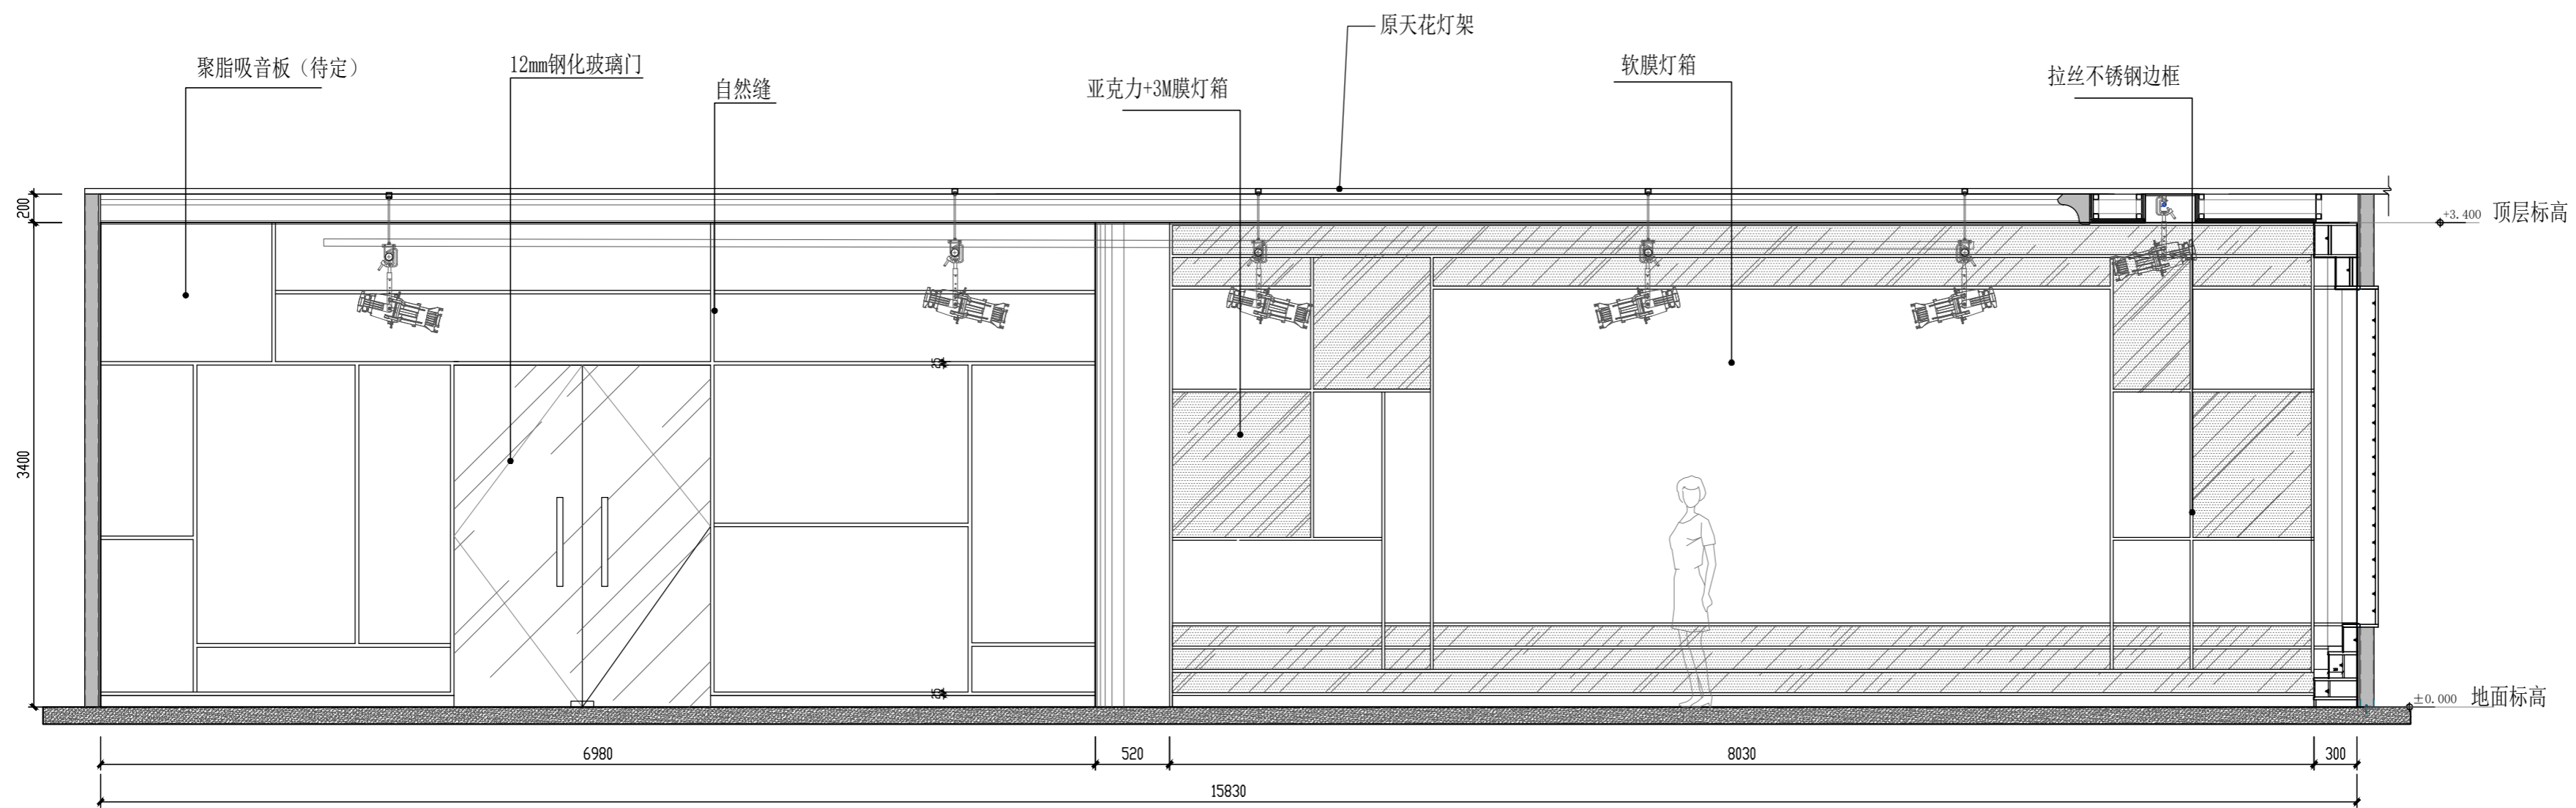 原天花灯架
聚脂吸音板（待定）
12mm钢化玻璃门
自然缝
亚克力+3M膜灯箱
软膜灯箱
拉丝不锈钢边框
200
+3.400 顶层标高
3400
±0.000 地面标高
6980
520
8030
300
15830